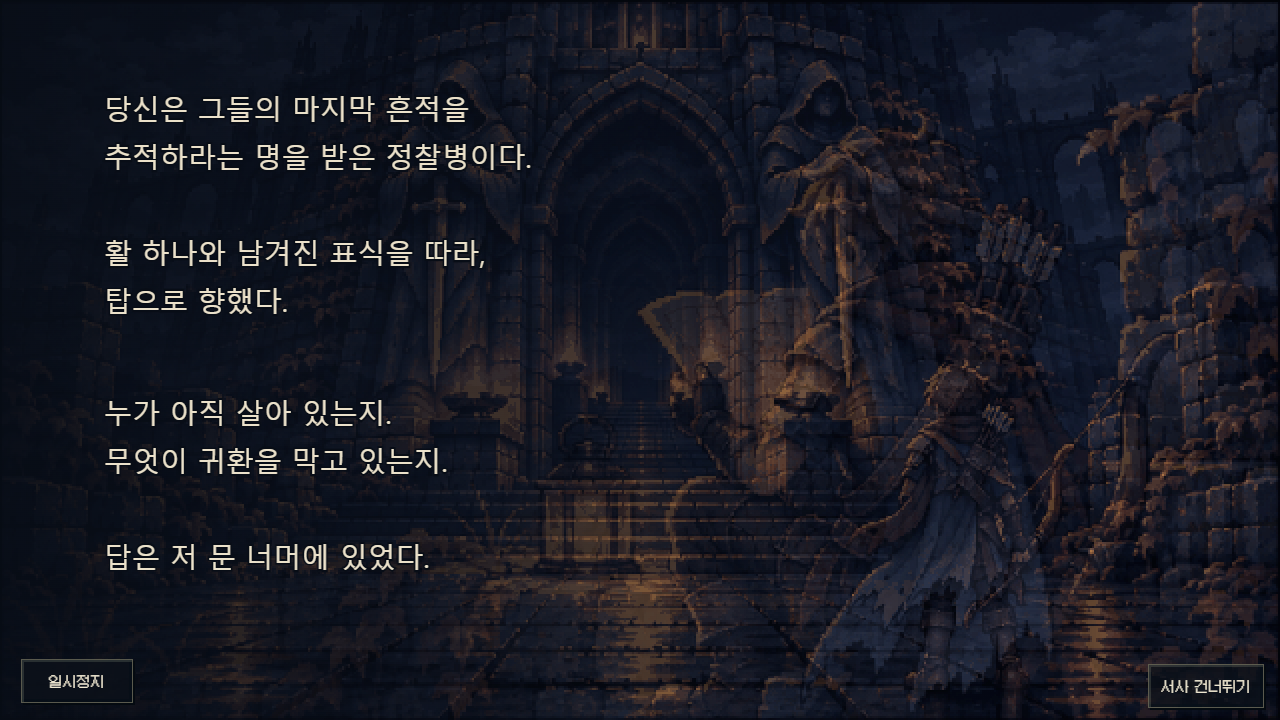 당신은 그들의 마지막 흔적을
추적하라는 명을 받은 정찰병이다.
활 하나와 남겨진 표식을 따라,
탑으로 향했다.
누가 아직 살아 있는지.
무엇이 귀환을 막고 있는지.
답은 저 문 너머에 있었다.
일시정지
서사 건너뛰기